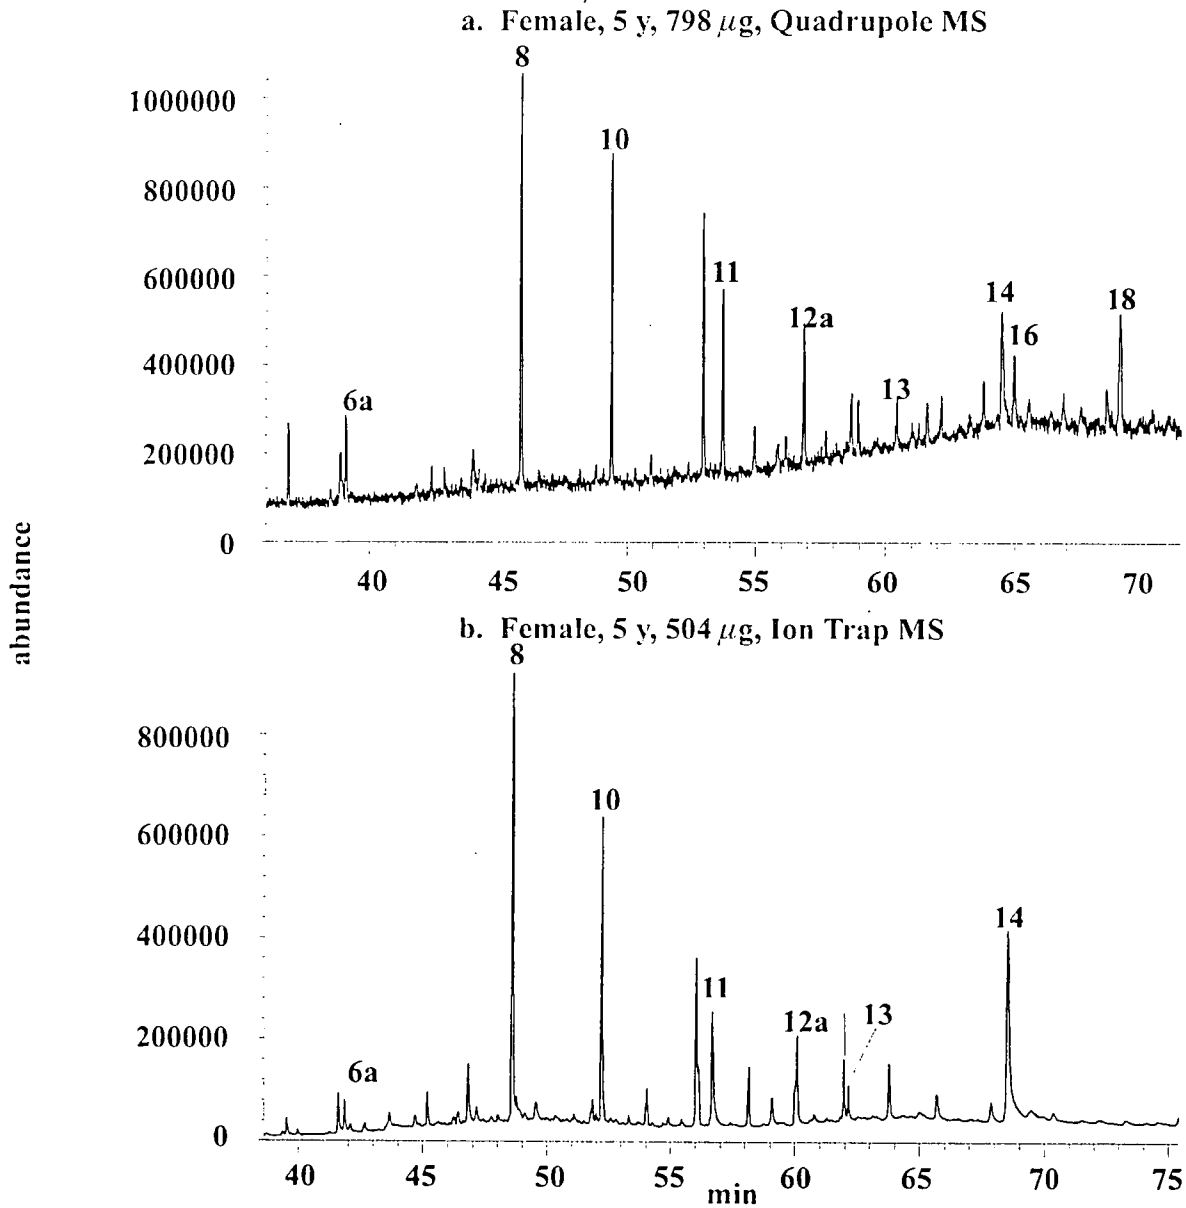 a. Female, 5 y, 798 µg, Quadrupole MS
8
1000000
10
800000
600000
11
14
18
12a
16
400000
13
6a
200000
0
40 45 50 55 60 65 70
abundance
b. Female, 5 y, 504 µg, Ion Trap MS
8
800000
10
600000
400000
14
11
200000
12a
13
6a
0
40 45 50 55 60 65 70 75
min